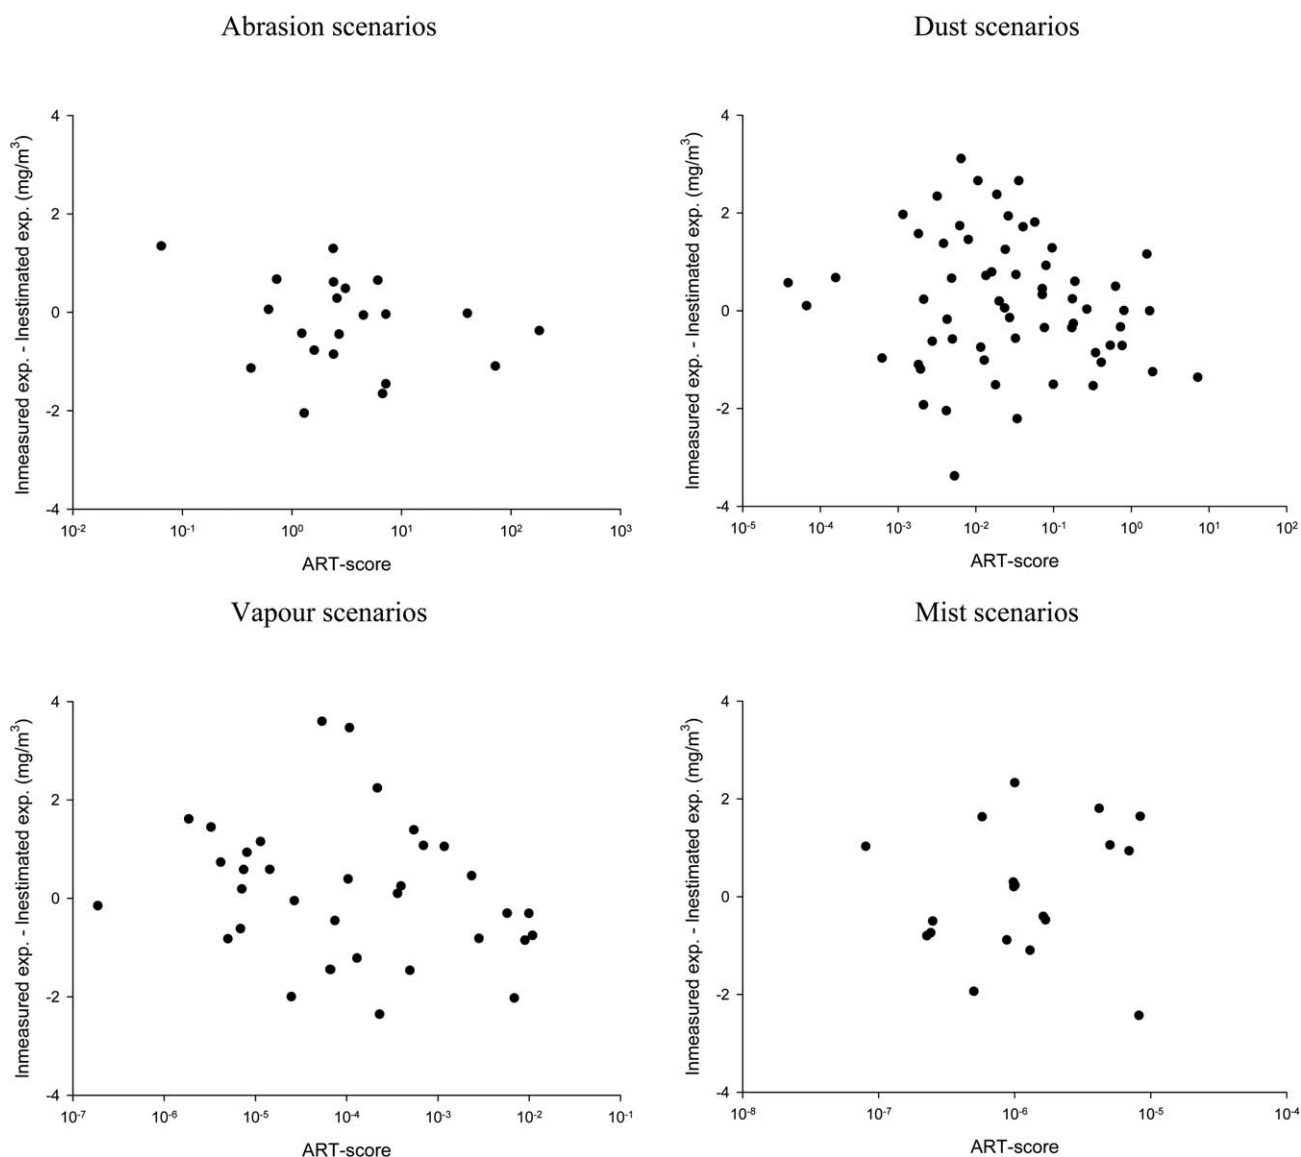 Abrasion scenarios
Inmeasured exp. - Inestimated exp. (mg/m³)
4
2
0
-2
-4
10⁻² 10⁻¹ 10⁰ 10¹ 10² 10³
ART-score
Dust scenarios
Inmeasured exp. - Inestimated exp. (mg/m³)
4
2
0
-2
-4
10⁻⁵ 10⁻⁴ 10⁻³ 10⁻² 10⁻¹ 10⁰ 10¹ 10²
ART-score
Vapour scenarios
Inmeasured exp. - Inestimated exp. (mg/m³)
4
2
0
-2
-4
10⁻⁷ 10⁻⁶ 10⁻⁵ 10⁻⁴ 10⁻³ 10⁻² 10⁻¹
ART-score
Mist scenarios
Inmeasured exp. - Inestimated exp. (mg/m³)
4
2
0
-2
-4
10⁻⁸ 10⁻⁷ 10⁻⁶ 10⁻⁵ 10⁻⁴
ART-score